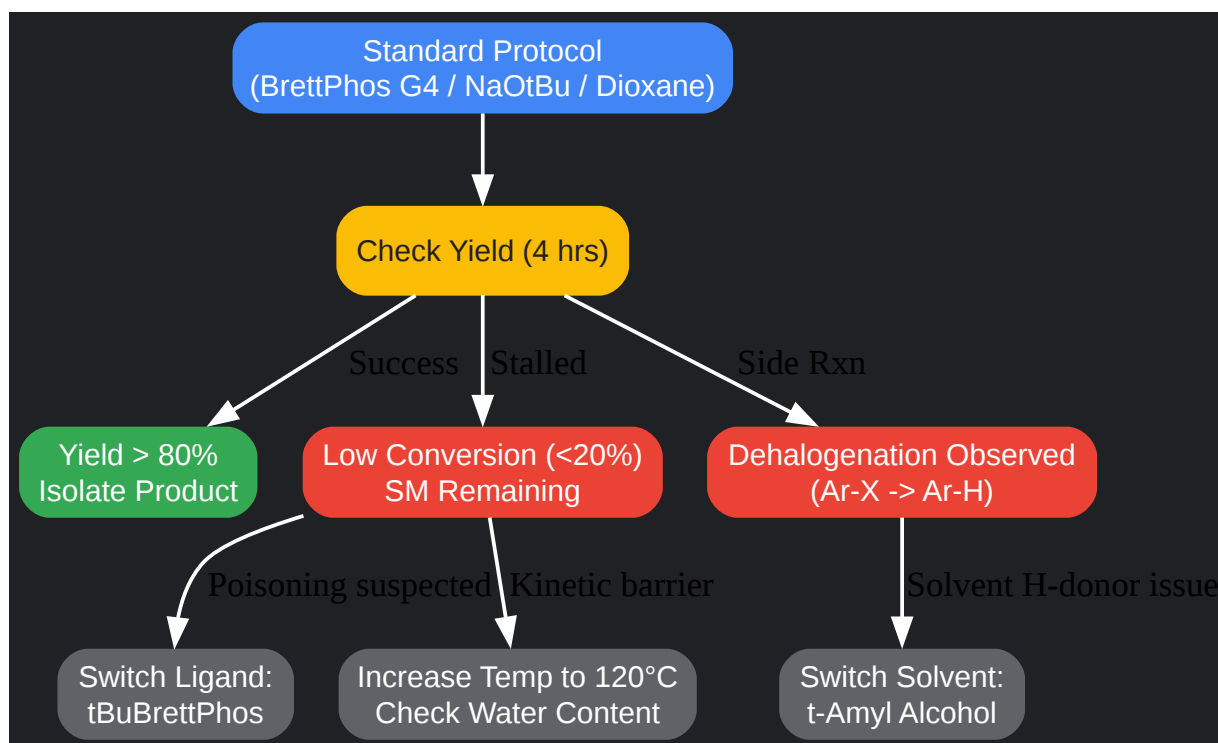 Standard Protocol
(BrettPhos G4 / NaOtBu / Dioxane)
Check Yield (4 hrs)
Success
Stalled
Side Rxn
Yield > 80%
Isolate Product
Low Conversion (<20%)
SM Remaining
Dehalogenation Observed
(Ar-X -> Ar-H)
Poisoning suspected
Kinetic barrier
Solvent H-donor issue
Switch Ligand:
tBuBrettPhos
Increase Temp to 120°C
Check Water Content
Switch Solvent:
t-Amyl Alcohol